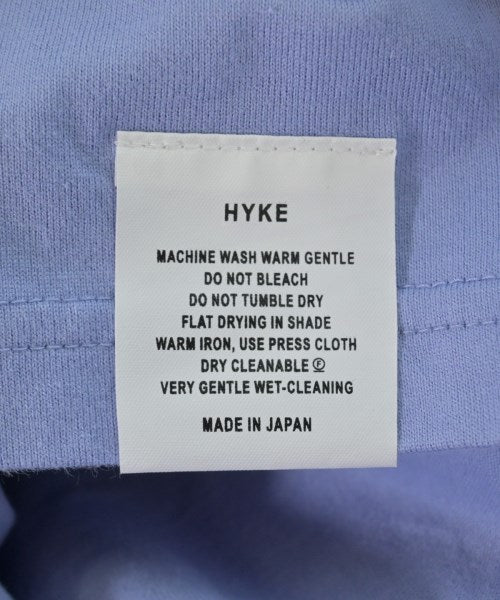 HYKE
MACHINE WASH WARM GENTLE
DO NOT BLEACH
DO NOT TUMBLE DRY
FLAT DRYING IN SHADE
WARM IRON, USE PRESS CLOTH
DRY CLEANABLE Ⓕ
VERY GENTLE WET-CLEANING
MADE IN JAPAN